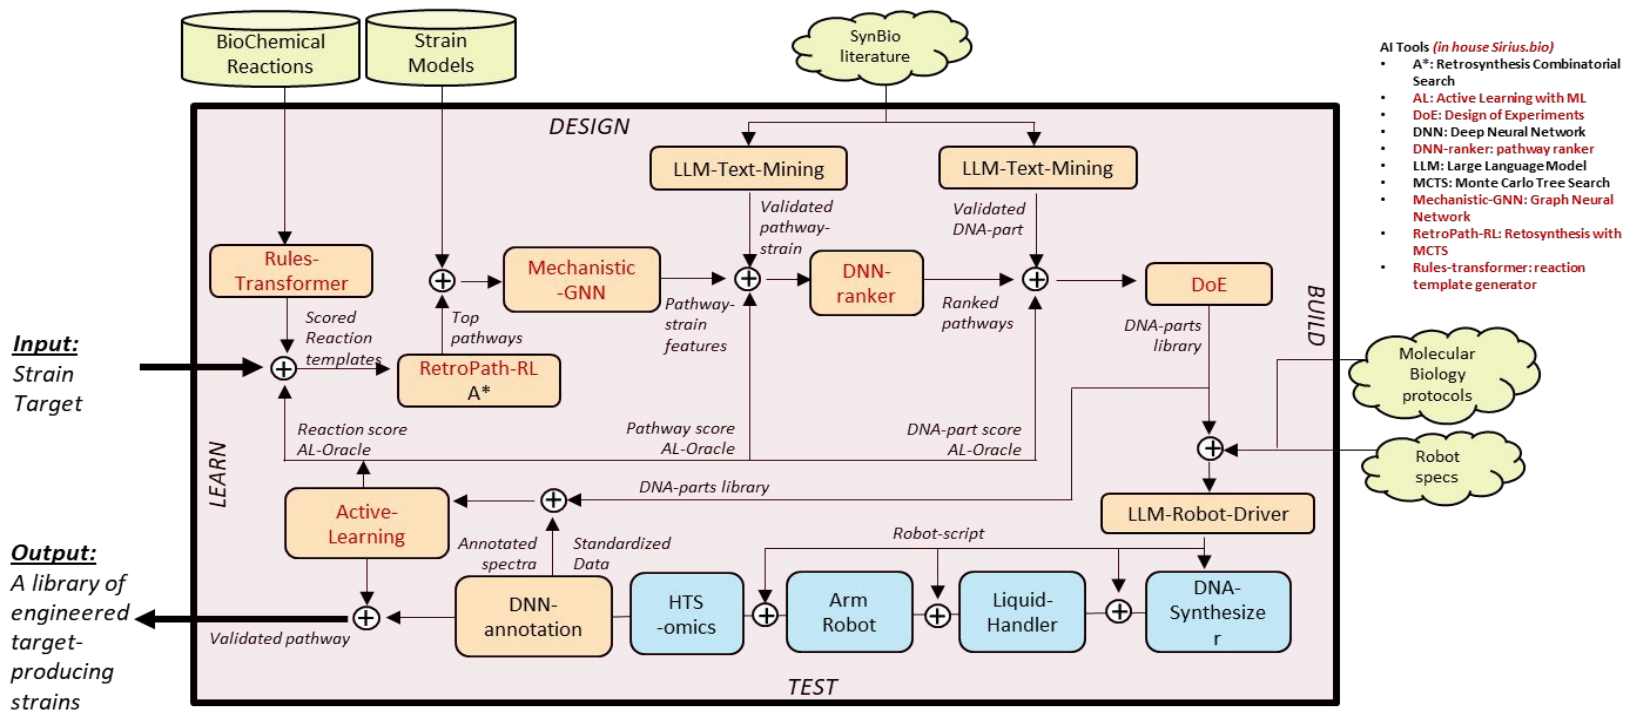 BioChemical
Reactions
Strain
Models
SynBio
literature
AI Tools (in house Sirius.bio)
• A*: Retrosynthesis Combinatorial
Search
• AL: Active Learning with ML
• DoE: Design of Experiments
• DNN: Deep Neural Network
• DNN-ranker: pathway ranker
• LLM: Large Language Model
• MCTS: Monte Carlo Tree Search
• Mechanistic-GNN: Graph Neural
Network
• RetroPath-RL: Retosynthesis with
MCTS
• Rules-transformer: reaction
template generator
DESIGN
LLM-Text-Mining
LLM-Text-Mining
Validated
pathway-
strain
Validated
DNA-part
Rules-
Transformer
Mechanistic
-GNN
DNN-
ranker
DoE
BUILD
Scored
Reaction
templates
Top
pathways
Pathway-
strain
features
Ranked
pathways
DNA-parts
library
Input:
Strain
Target
RetroPath-RL
A*
Molecular
Biology
protocols
Reaction score
AL-Oracle
Pathway score
AL-Oracle
DNA-part score
AL-Oracle
Robot
specs
LEARN
DNA-parts library
Active-
Learning
LLM-Robot-Driver
Annotated
spectra
Standardized
Data
Robot-script
Output:
A library of
engineered
target-
producing
strains
DNN-
annotation
HTS
-omics
Arm
Robot
Liquid-
Handler
DNA-
Synthesize
r
Validated pathway
TEST